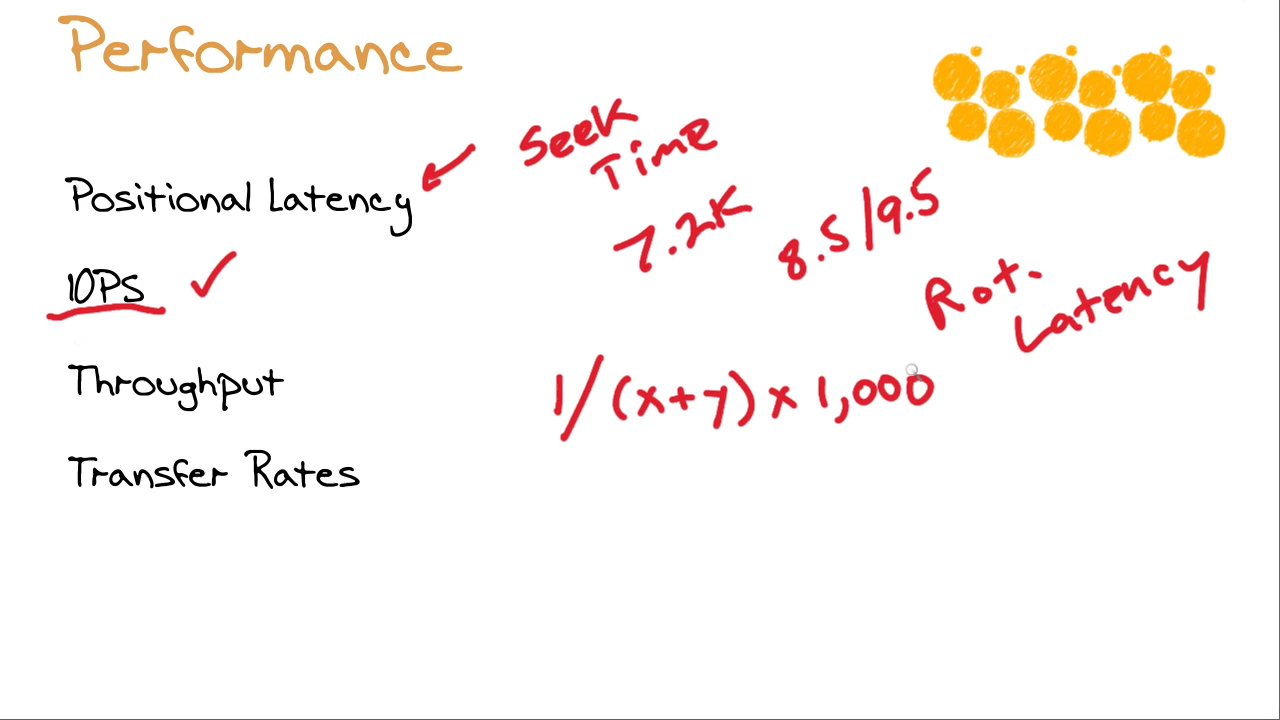 Performance
Seek
Time
Positional Latency
7.2K
8.5/9.5
IOPS
Rot.
Latency
Throughput
1/(x+y)x1,000
Transfer Rates